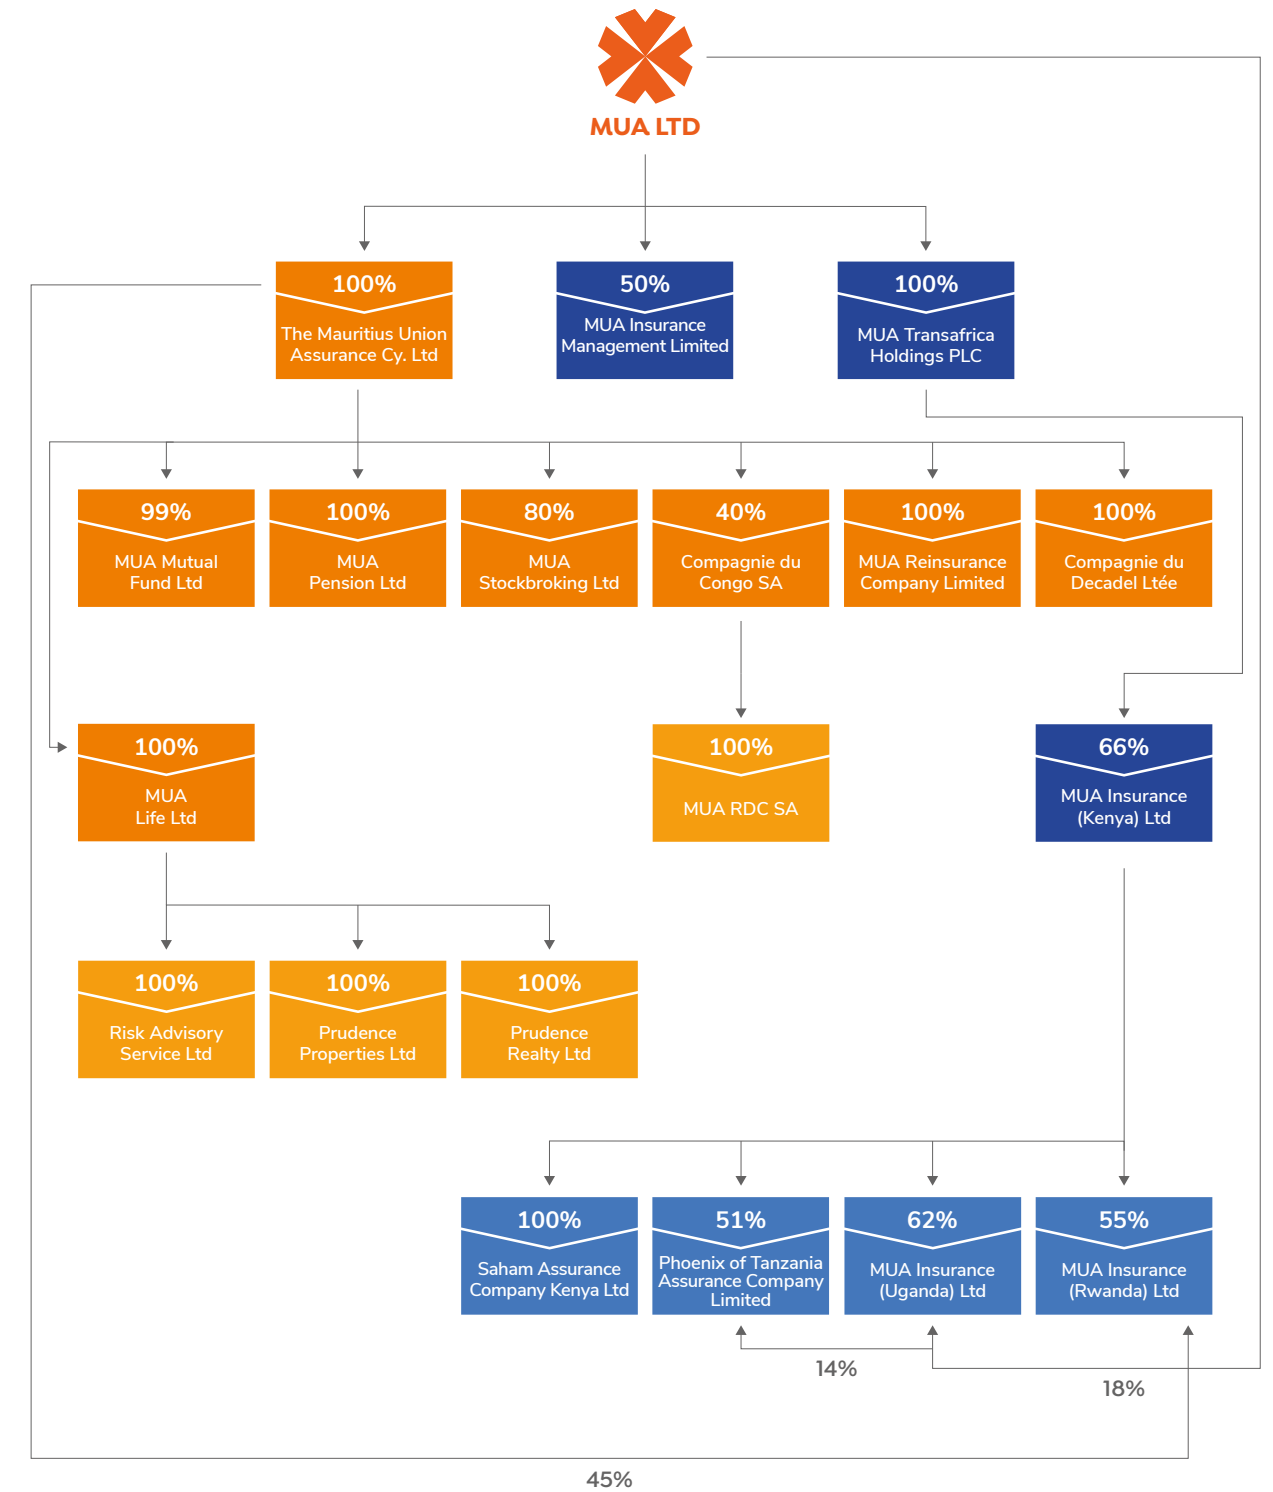 MUA LTD
100%
The Mauritius Union
Assurance Cy. Ltd
50%
MUA Insurance
Management Limited
100%
MUA Transafrica
Holdings PLC
99%
MUA Mutual
Fund Ltd
100%
MUA
Pension Ltd
80%
MUA
Stockbroking Ltd
40%
Compagnie du
Congo SA
100%
MUA Reinsurance
Company Limited
100%
Compagnie du
Decadel Ltée
100%
MUA
Life Ltd
100%
MUA RDC SA
66%
MUA Insurance
(Kenya) Ltd
100%
Risk Advisory
Service Ltd
100%
Prudence
Properties Ltd
100%
Prudence
Realty Ltd
100%
Saham Assurance
Company Kenya Ltd
51%
Phoenix of Tanzania
Assurance Company
Limited
62%
MUA Insurance
(Uganda) Ltd
55%
MUA Insurance
(Rwanda) Ltd
14%
18%
45%